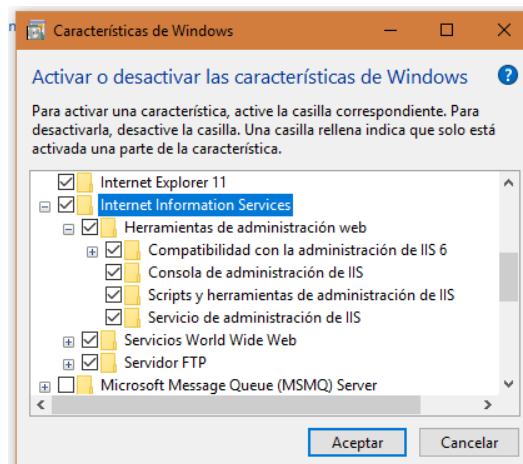 Características de Windows
Activar o desactivar las características de Windows
Para activar una característica, active la casilla correspondiente. Para
desactivarla, desactive la casilla. Una casilla rellena indica que solo está
activada una parte de la característica.
Internet Explorer 11
Internet Information Services
Herramientas de administración web
Compatibilidad con la administración de IIS 6
Consola de administración de IIS
Scripts y herramientas de administración de IIS
Servicio de administración de IIS
Servicios World Wide Web
Servidor FTP
Microsoft Message Queue (MSMQ) Server
Aceptar Cancelar